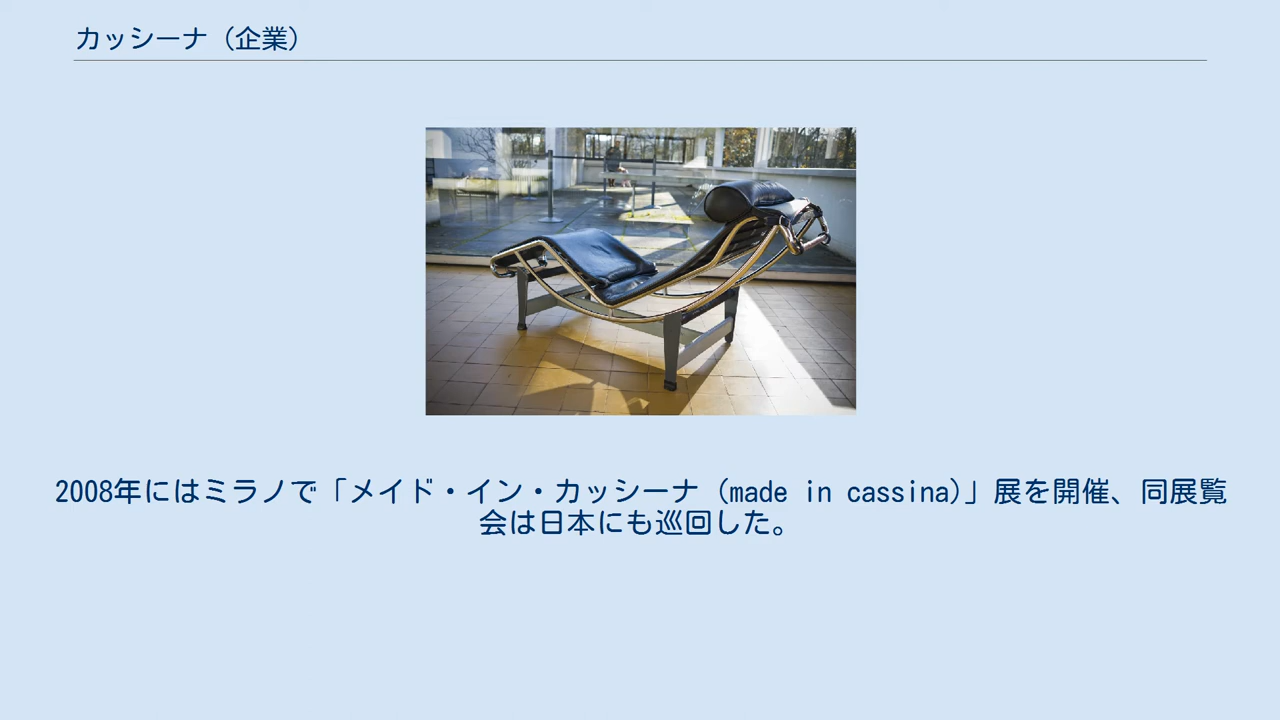 カッシーナ（企業）
2008年にはミラノで「メイド・イン・カッシーナ（made in cassina)」展を開催、同展覧
会は日本にも巡回した。